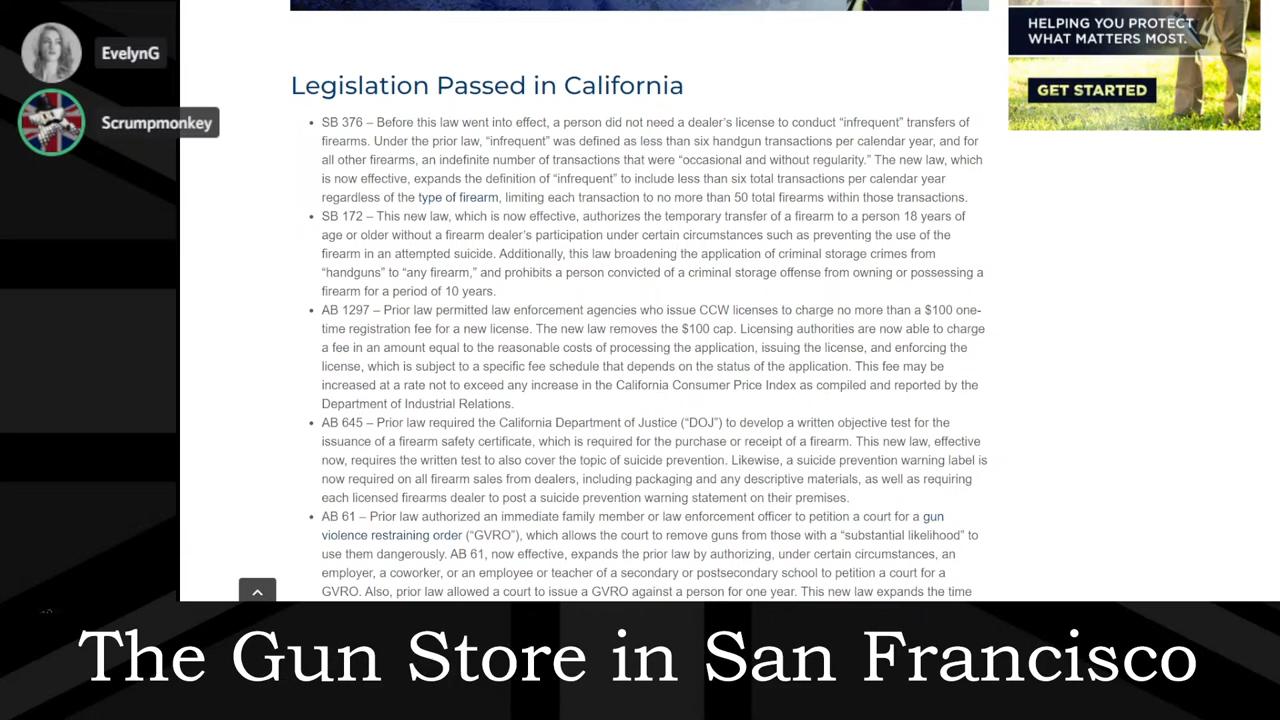 EvelynG
Scrumpmonkey
HELPING YOU PROTECT
WHAT MATTERS MOST.
GET STARTED
Legislation Passed in California
• SB 376 – Before this law went into effect, a person did not need a dealer's license to conduct “infrequent” transfers of
firearms. Under the prior law, “infrequent” was defined as less than six handgun transactions per calendar year, and for
all other firearms, an indefinite number of transactions that were “occasional and without regularity.” The new law, which
is now effective, expands the definition of “infrequent” to include less than six total transactions per calendar year
regardless of the type of firearm, limiting each transaction to no more than 50 total firearms within those transactions.
• SB 172 – This new law, which is now effective, authorizes the temporary transfer of a firearm to a person 18 years of
age or older without a firearm dealer's participation under certain circumstances such as preventing the use of the
firearm in an attempted suicide. Additionally, this law broadening the application of criminal storage crimes from
“handguns” to “any firearm,” and prohibits a person convicted of a criminal storage offense from owning or possessing a
firearm for a period of 10 years.
• AB 1297 – Prior law permitted law enforcement agencies who issue CCW licenses to charge no more than a $100 one-
time registration fee for a new license. The new law removes the $100 cap. Licensing authorities are now able to charge
a fee in an amount equal to the reasonable costs of processing the application, issuing the license, and enforcing the
license, which is subject to a specific fee schedule that depends on the status of the application. This fee may be
increased at a rate not to exceed any increase in the California Consumer Price Index as compiled and reported by the
Department of Industrial Relations.
• AB 645 – Prior law required the California Department of Justice (“DOJ”) to develop a written objective test for the
issuance of a firearm safety certificate, which is required for the purchase or receipt of a firearm. This new law, effective
now, requires the written test to also cover the topic of suicide prevention. Likewise, a suicide prevention warning label is
now required on all firearm sales from dealers, including packaging and any descriptive materials, as well as requiring
each licensed firearms dealer to post a suicide prevention warning statement on their premises.
• AB 61 – Prior law authorized an immediate family member or law enforcement officer to petition a court for a gun
violence restraining order (“GVRO”), which allows the court to remove guns from those with a “substantial likelihood” to
use them dangerously. AB 61, now effective, expands the prior law by authorizing, under certain circumstances, an
employer, a coworker, or an employee or teacher of a secondary or postsecondary school to petition a court for a
GVRO. Also, prior law allowed a court to issue a GVRO against a person for one year. This new law expands the time
The Gun Store in San Francisco